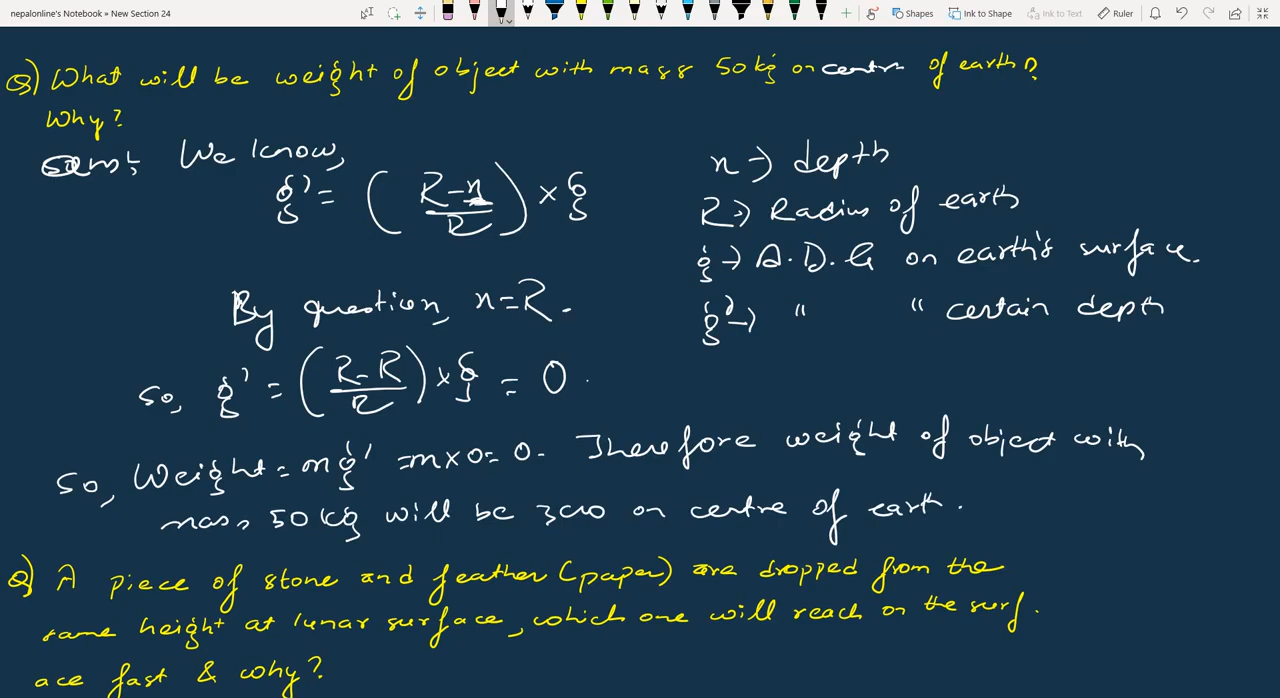 nepalonline's Notebook » New Section 24
Shapes Ink to Shape Ink to Text Ruler
Q) What will be weight of object with mass 50 kg on centre of earth?
Why?
We know,
g' = (R-x/R) × g
x → depth
R → Radius of earth
g → A.D.G on earth's surface.
g' → " " certain depth
By question, x = R.
so, g' = (R-R/R) × g = 0.
So, Weight = mg' = m×0 = 0. Therefore weight of object with
mass 50 kg will be zero on centre of earth.
Q) A piece of stone and feather (paper) are dropped from the
same height at lunar surface, which one will reach on the surf.
ace fast & why?